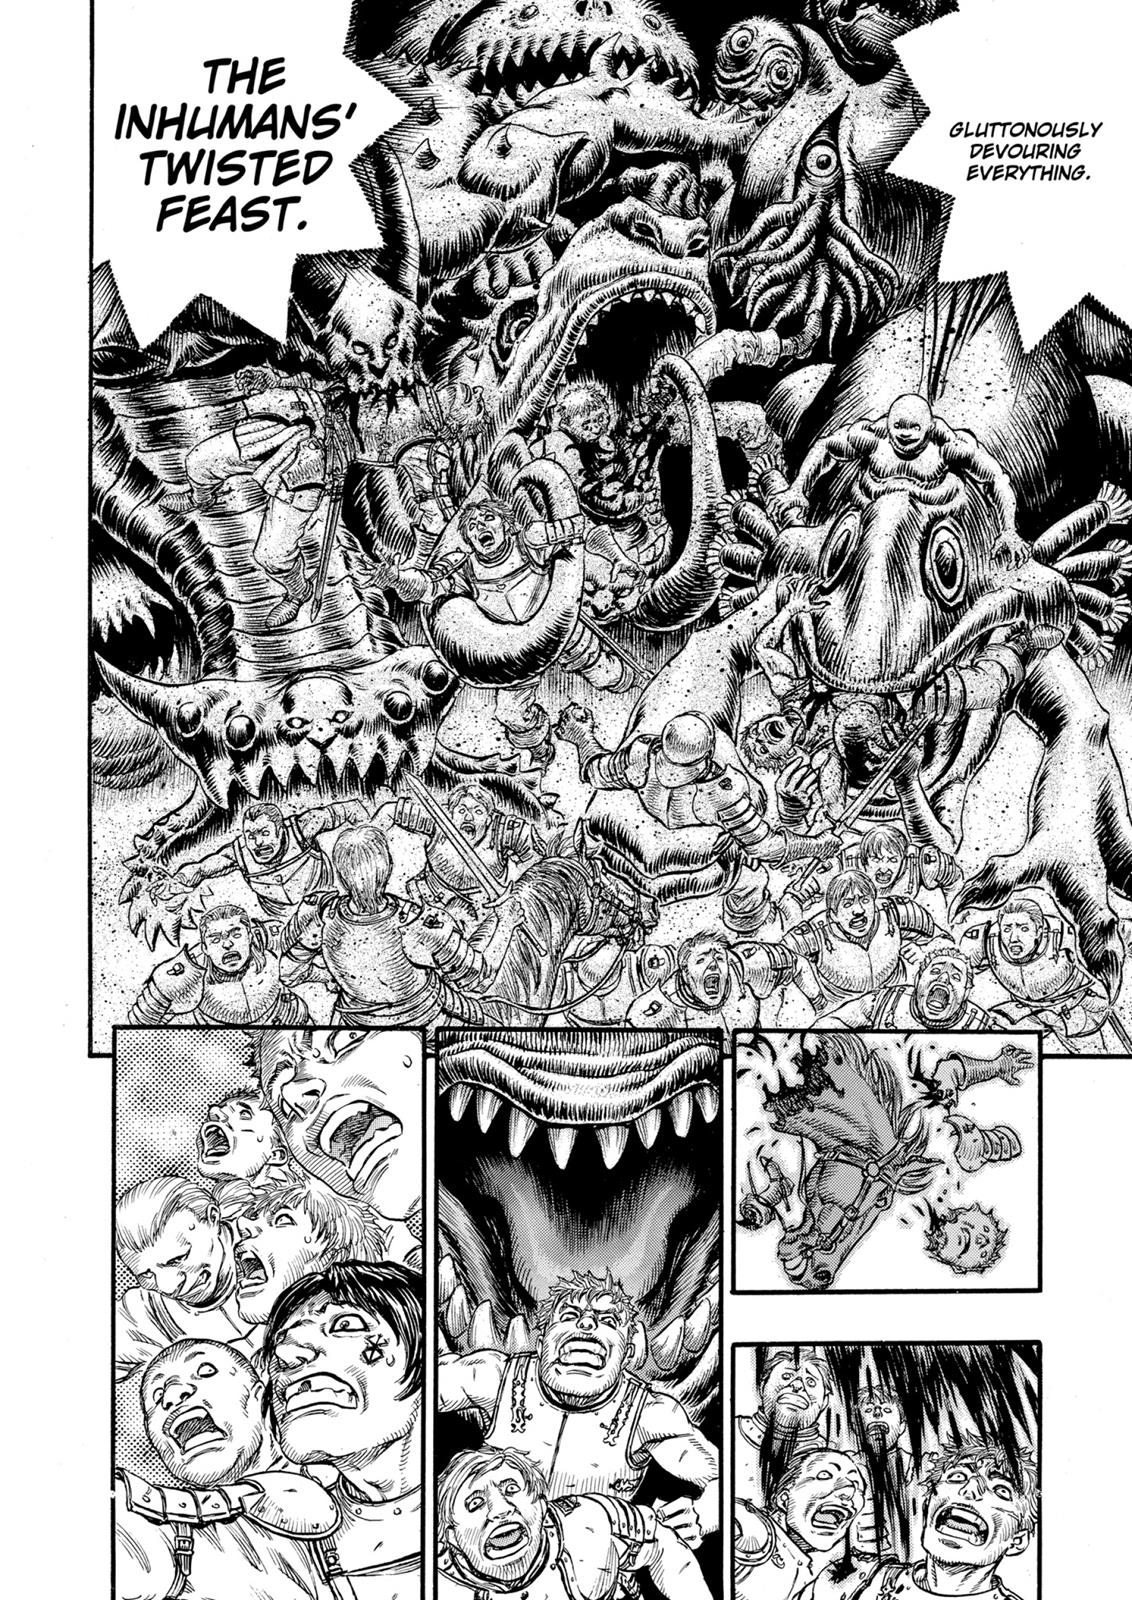 THE
INHUMANS'
TWISTED
FEAST.
GLUTTONOUSLY
DEVOURING
EVERYTHING.